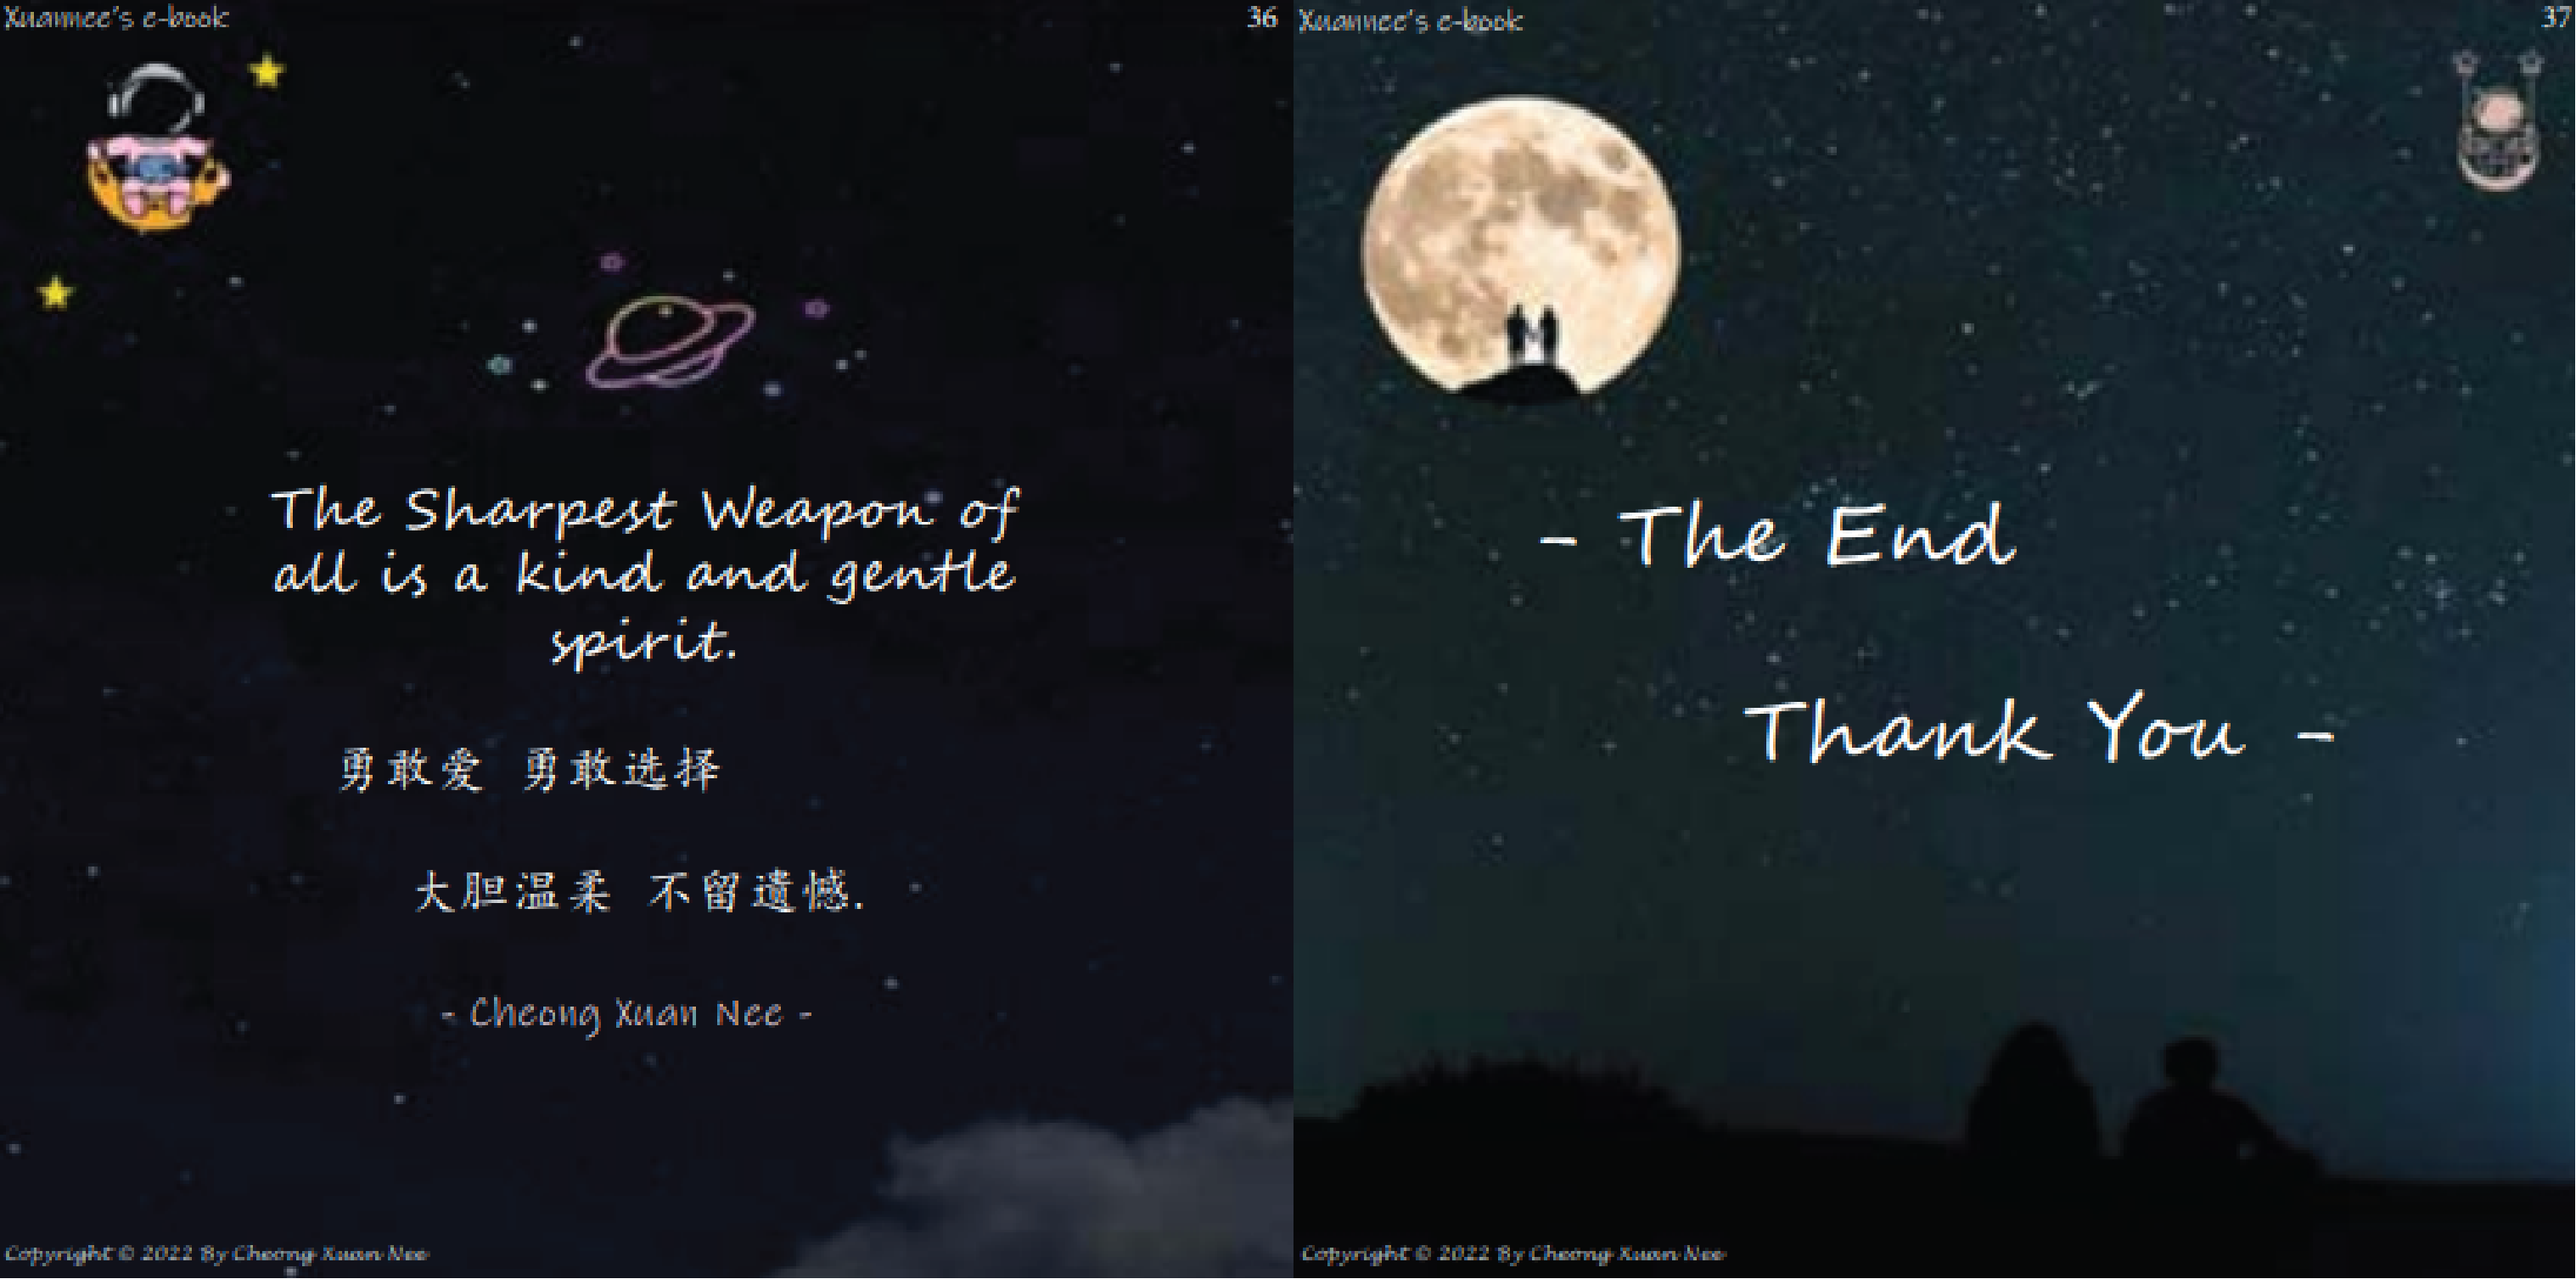 Xuannee's e-book
36
The Sharpest Weapon of
all is a kind and gentle
spirit.
勇敢爱 勇敢选择
大胆温柔 不留遗憾.
- Cheong Xuan Nee -
Copyright © 2022 By Cheong Xuan Nee
Xuannee's e-book
37
- The End
Thank You -
Copyright © 2022 By Cheong Xuan Nee